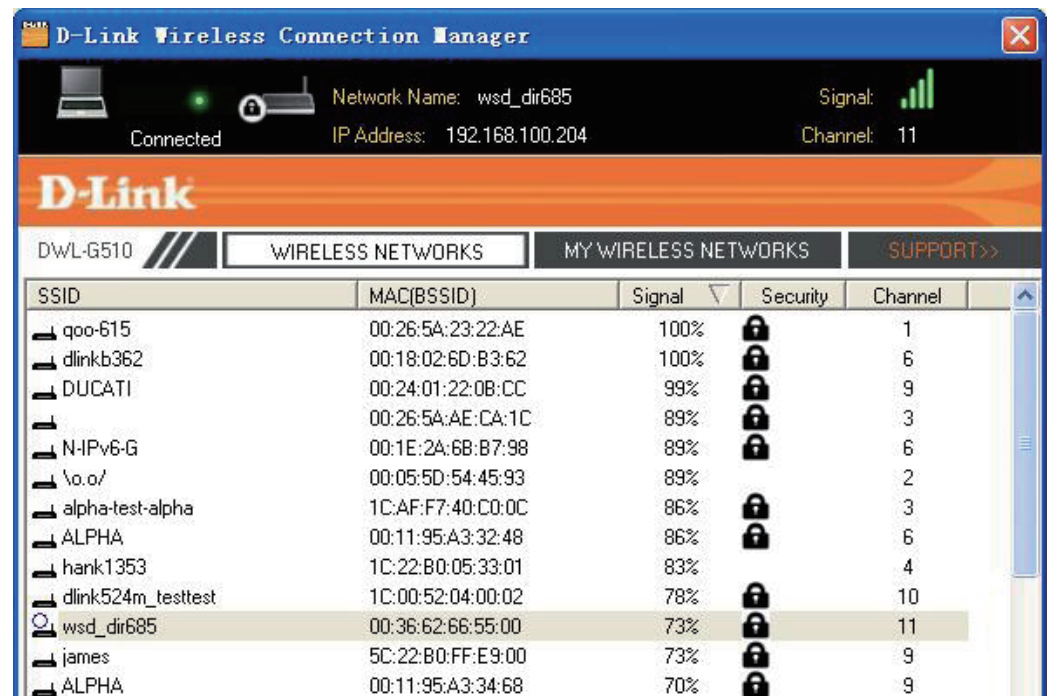 D-Link Wireless Connection Manager
Network Name: wsd_dir685 Signal:
Connected IP Address: 192.168.100.204 Channel: 11
D-Link
DWL-G510 WIRELESS NETWORKS MY WIRELESS NETWORKS SUPPORT>>
SSID MAC(BSSID) Signal Security Channel
qoo-615 00:26:5A:23:22:AE 100% 1
dlinkb362 00:18:02:6D:B3:62 100% 6
DUCATI 00:24:01:22:0B:CC 99% 9
00:26:5A:AE:CA:1C 89% 3
N-IPv6-G 00:1E:2A:6B:B7:98 89% 6
\o.o/ 00:05:5D:54:45:93 89% 2
alpha-test-alpha 1C:AF:F7:40:C0:0C 86% 3
ALPHA 00:11:95:A3:32:48 86% 6
hank1353 1C:22:B0:05:33:01 83% 4
dlink524m_testtest 1C:00:52:04:00:02 78% 10
wsd_dir685 00:36:62:66:55:00 73% 11
james 5C:22:B0:FF:E9:00 73% 9
ALPHA 00:11:95:A3:34:68 70% 9